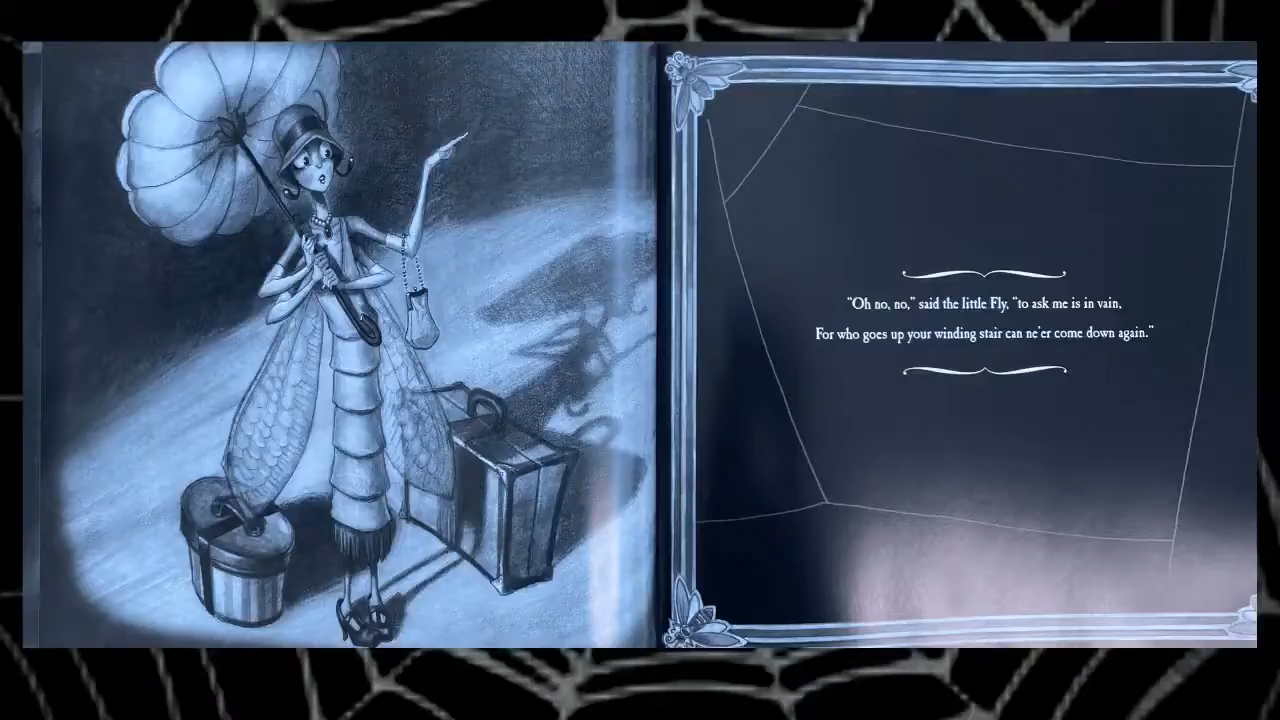 “Oh no, no,” said the little Fly, “to ask me is in vain,
For who goes up your winding stair can ne’er come down again.”